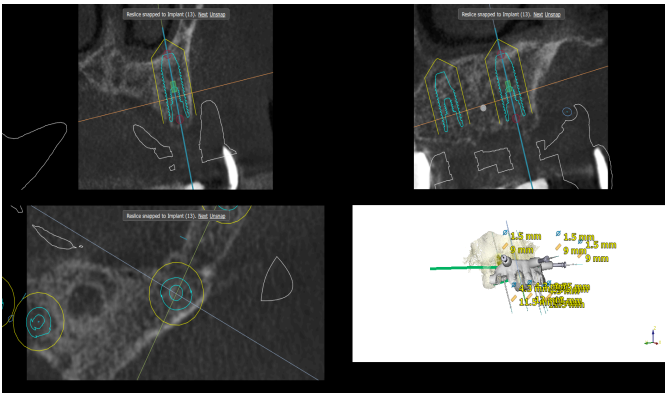 Reslice snapped to Implant (13). Next Unsnap
Reslice snapped to Implant (13). Next Unsnap
Reslice snapped to Implant (13). Next Unsnap
1.5 mm
1.5 mm
1.5 mm
9 mm
9 mm
9 mm